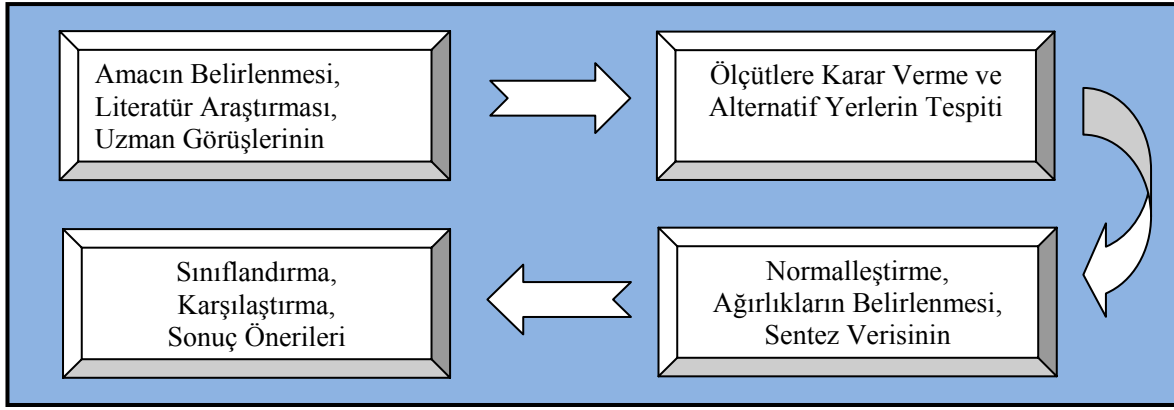 Amacın Belirlenmesi,
Literatür Araştırması,
Uzman Görüşlerinin
Ölçütlere Karar Verme ve
Alternatif Yerlerin Tespiti
Normalleştirme,
Ağırlıkların Belirlenmesi,
Sentez Verisinin
Sınıflandırma,
Karşılaştırma,
Sonuç Önerileri